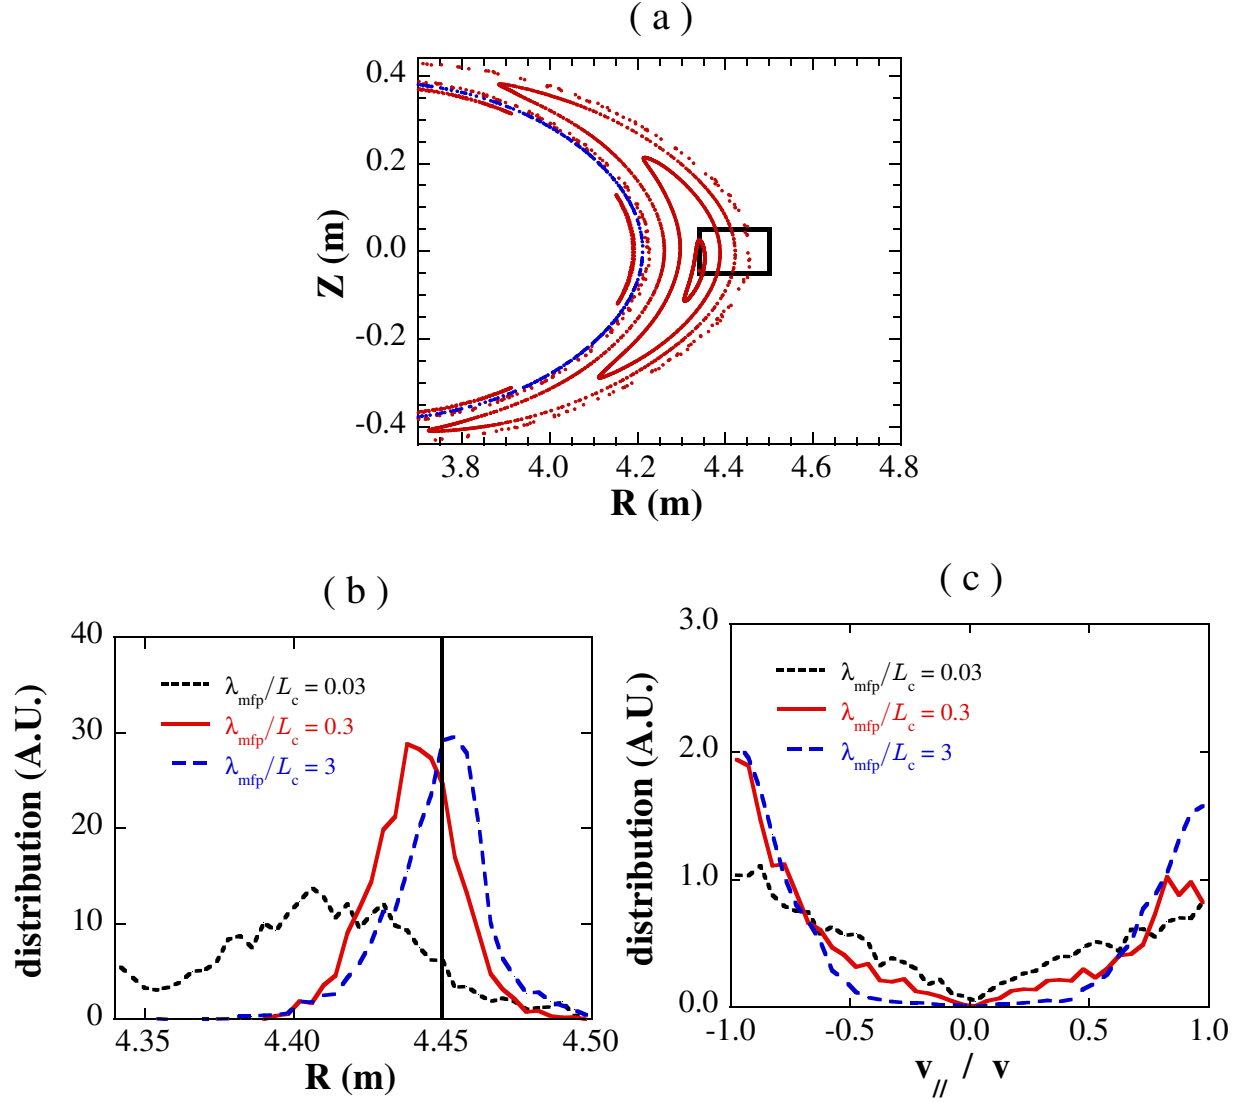 ( a )
0.4
0.2
0.0
-0.2
-0.4
Z (m)
3.8 4.0 4.2 4.4 4.6 4.8
R (m)
( b )
40
30
20
10
0
distribution (A.U.)
λmfp/Lc = 0.03
λmfp/Lc = 0.3
λmfp/Lc = 3
4.35 4.40 4.45 4.50
R (m)
( c )
3.0
2.0
1.0
0.0
distribution (A.U.)
λmfp/Lc = 0.03
λmfp/Lc = 0.3
λmfp/Lc = 3
-1.0 -0.5 0.0 0.5 1.0
v// / v